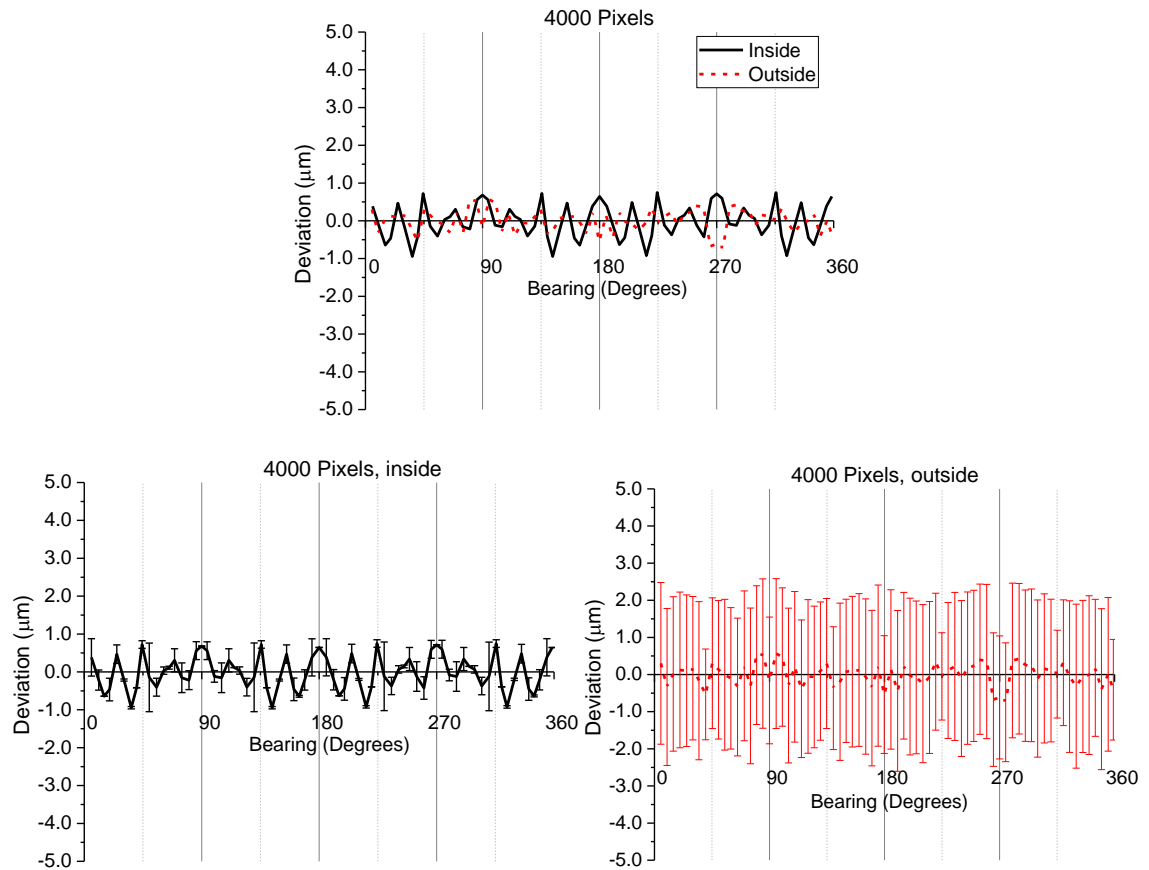 4000 Pixels
5.0
4.0
3.0
2.0
1.0
0.0
-1.0
-2.0
-3.0
-4.0
-5.0
Deviation (μm)
0 90 180 270 360
Bearing (Degrees)
Inside
Outside
4000 Pixels, inside
5.0
4.0
3.0
2.0
1.0
0.0
-1.0
-2.0
-3.0
-4.0
-5.0
Deviation (μm)
0 90 180 270 360
Bearing (Degrees)
4000 Pixels, outside
5.0
4.0
3.0
2.0
1.0
0.0
-1.0
-2.0
-3.0
-4.0
-5.0
Deviation (μm)
0 90 180 270 360
Bearing (Degrees)